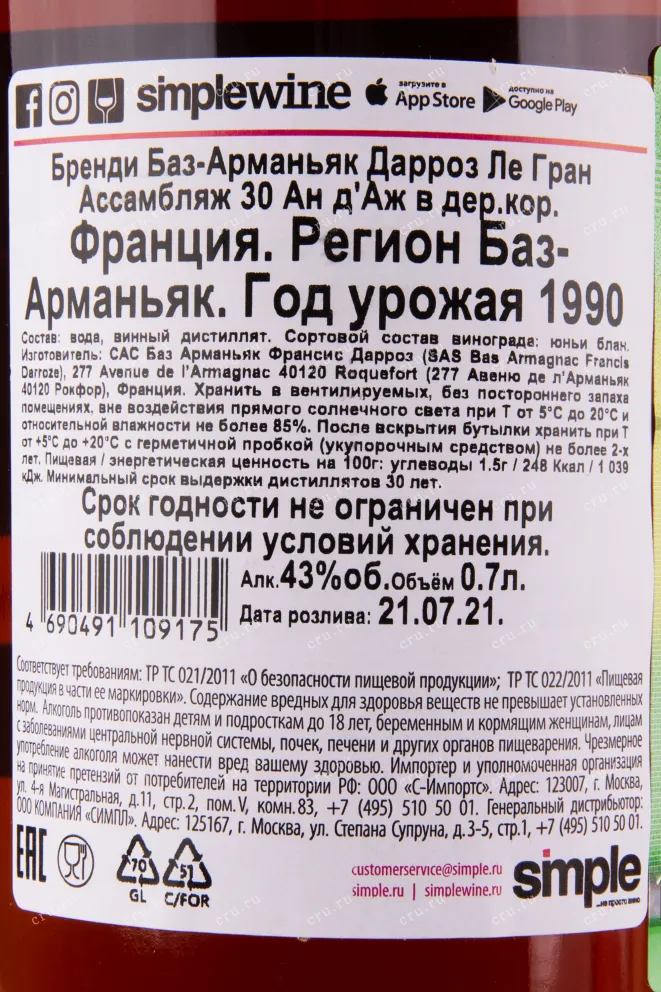 simplewine загрузите в App Store доступно на Google Play
Бренди Баз-Арманьяк Дарроз Ле Гран
Ассамбляж 30 Ан д'Аж в дер.кор.
Франция. Регион Баз-
Арманьяк. Год урожая 1990
Состав: вода, винный дистиллят. Сортовой состав винограда: юньи блан.
Изготовитель: САС Баз Арманьяк Франсис Дарроз (SAS Bas Armagnac Francis
Darroze), 277 Avenue de l'Armagnac 40120 Roquefort (277 Авеню де л'Арманьяк
40120 Рокфор), Франция. Хранить в вентилируемых, без постороннего запаха
помещениях, вне воздействия прямого солнечного света при Т от 5°С до 20°С и
относительной влажности не более 85%. После вскрытия бутылки хранить при Т
от +5°С до +20°С с герметичной пробкой (укупорочным средством) не более 2-х
лет. Пищевая / энергетическая ценность на 100г: углеводы 1.5г / 248 Ккал / 1 039
кДж. Минимальный срок выдержки дистиллятов 30 лет.
Срок годности не ограничен при
соблюдении условий хранения.
Алк.43%об.Объём 0.7л.
4 690491 109175
Дата розлива: 21.07.21.
Соответствует требованиям: ТР ТС 021/2011 «О безопасности пищевой продукции»; ТР ТС 022/2011 «Пищевая
продукция в части ее маркировки». Содержание вредных для здоровья веществ не превышает установленных
норм. Алкоголь противопоказан детям и подросткам до 18 лет, беременным и кормящим женщинам, лицам
с заболеваниями центральной нервной системы, почек, печени и других органов пищеварения. Чрезмерное
употребление алкоголя может нанести вред вашему здоровью. Импортер и уполномоченная организация
на принятие претензий от потребителей на территории РФ: ООО «С-Импортс». Адрес: 123007, г. Москва,
ул. 4-я Магистральная, д.11, стр.2, пом.V, комн.83, +7 (495) 510 50 01. Генеральный дистрибьютор:
ООО КОМПАНИЯ «СИМПЛ». Адрес: 125167, г. Москва, ул. Степана Супруна, д.3-5, стр.1, +7 (495) 510 50 01.
EAC
70
GL
51
C/FOR
customerservice@simple.ru
simple.ru | simplewine.ru
simple
...не просто вино
cru.ru